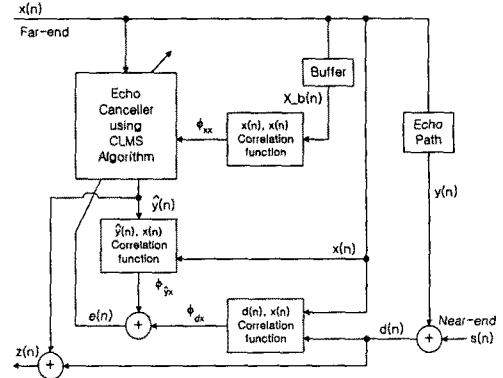 x(n)
Far-end
Buffer
X_b(n)
Echo
Canceller
using
CLMS
Algorithm
ϕxx
x(n), x(n)
Correlation
function
Echo
Path
ŷ(n)
y(n)
ŷ(n), x(n)
Correlation
function
x(n)
ϕŷx
e(n)
ϕdx
d(n), x(n)
Correlation
function
d(n)
Near-end
s(n)
z(n)
+
+
+